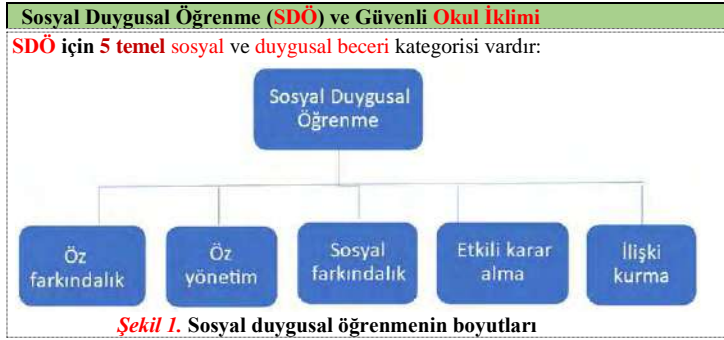 Sosyal Duygusal Öğrenme (SDÖ) ve Güvenli Okul İklimi
SDÖ için 5 temel sosyal ve duygusal beceri kategorisi vardır:
Sosyal Duygusal
Öğrenme
Öz
farkındalık
Öz
yönetim
Sosyal
farkındalık
Etkili karar
alma
İlişki
kurma
Şekil 1. Sosyal duygusal öğrenmenin boyutları